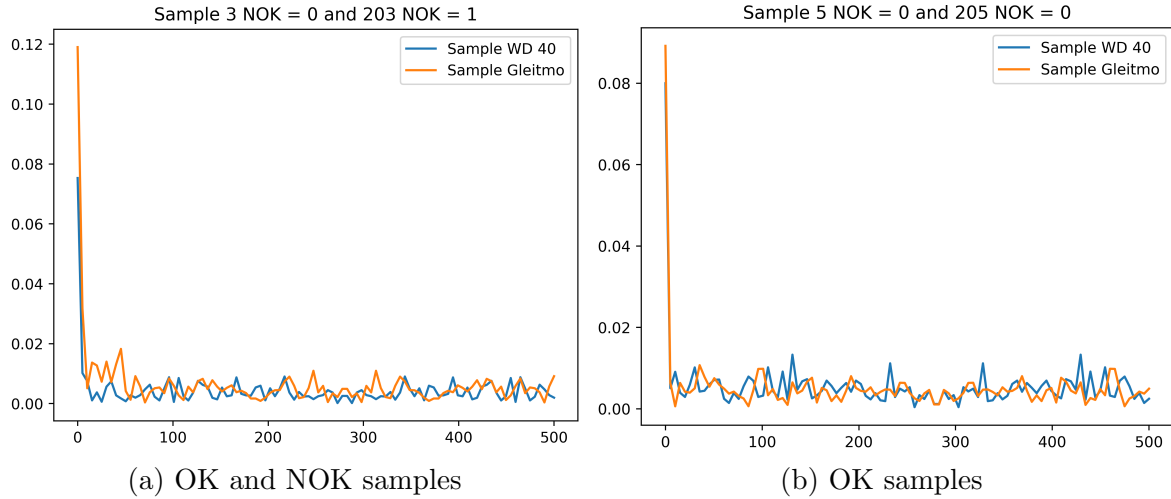 Sample 3 NOK = 0 and 203 NOK = 1
Sample WD 40
Sample Gleitmo
0.12
0.10
0.08
0.06
0.04
0.02
0.00
0 100 200 300 400 500
(a) OK and NOK samples
Sample 5 NOK = 0 and 205 NOK = 0
Sample WD 40
Sample Gleitmo
0.08
0.06
0.04
0.02
0.00
0 100 200 300 400 500
(b) OK samples